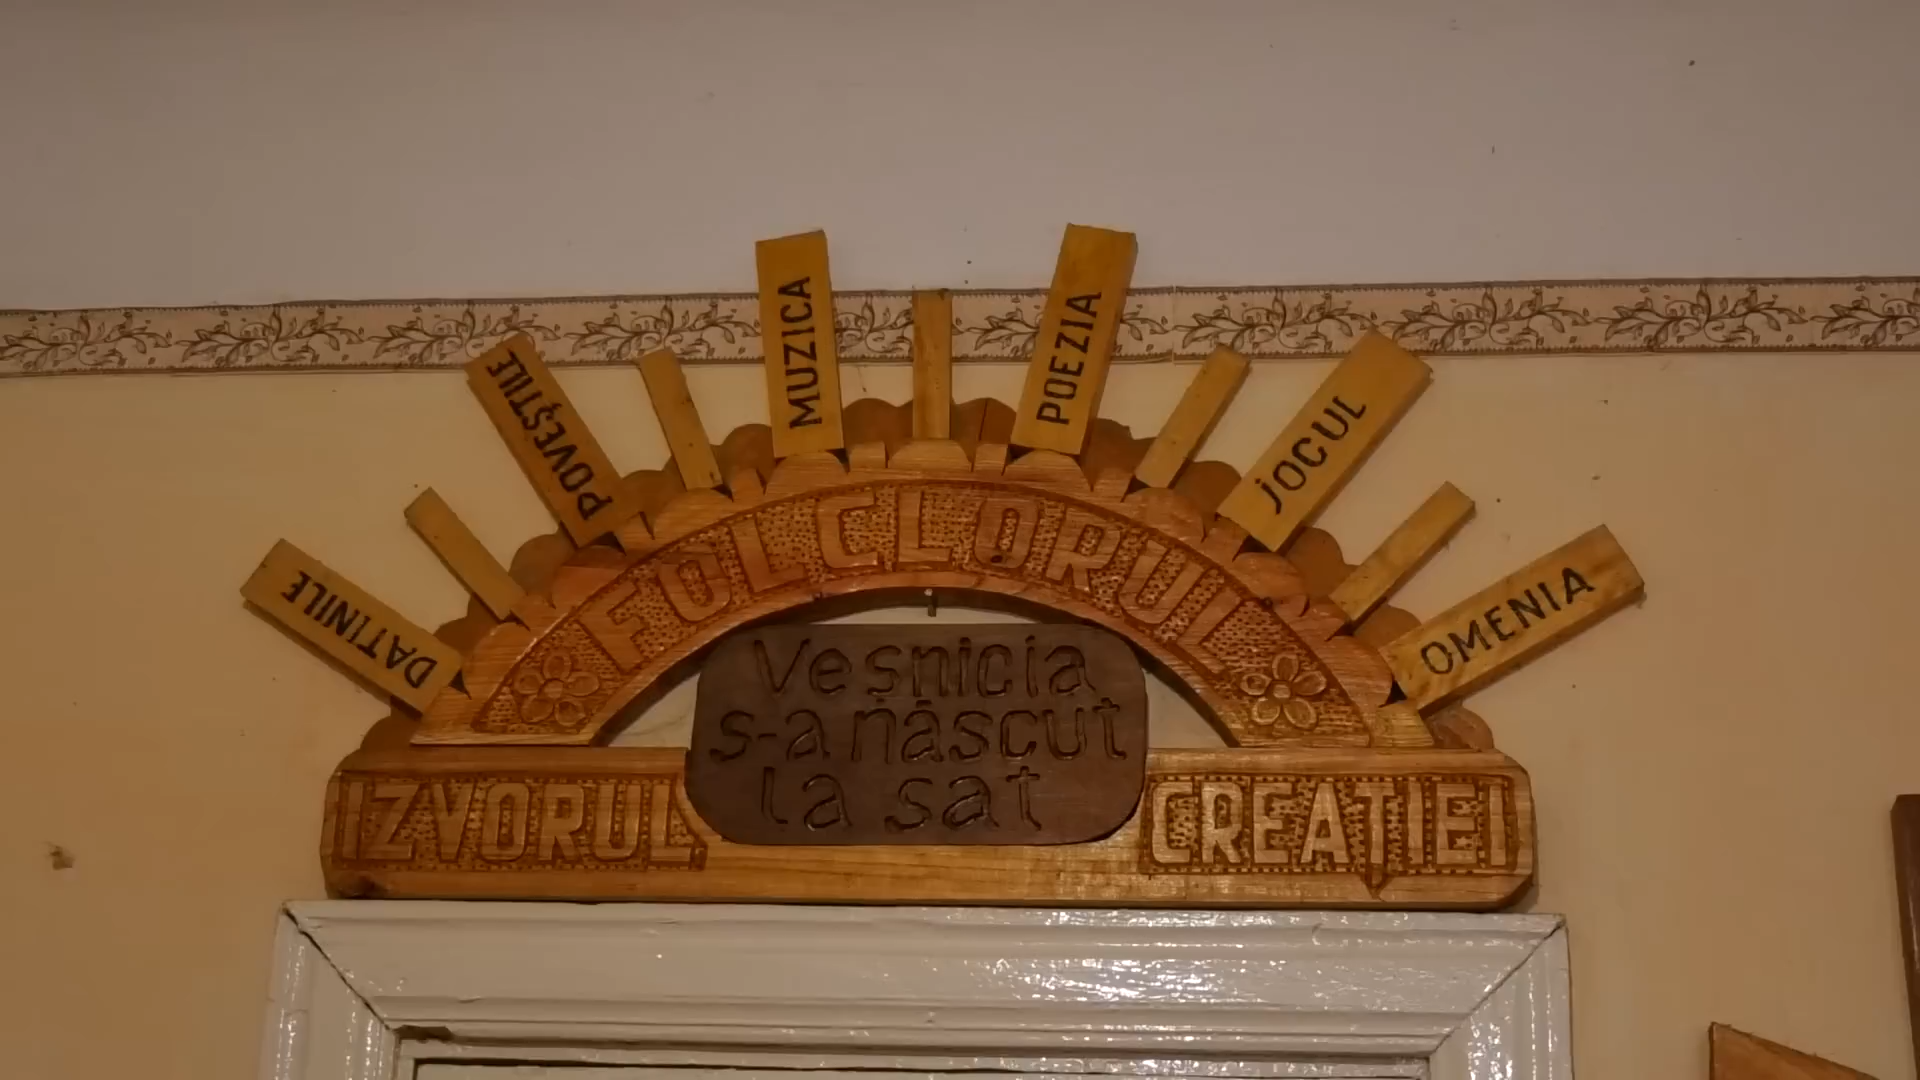 DATINILE
POVEȘTILE
MUZICA
POEZIA
JOCUL
OMENIA
FOLCLORUL
Veșnicia
s-a născut
la sat
IZVORUL
CREAȚIEI